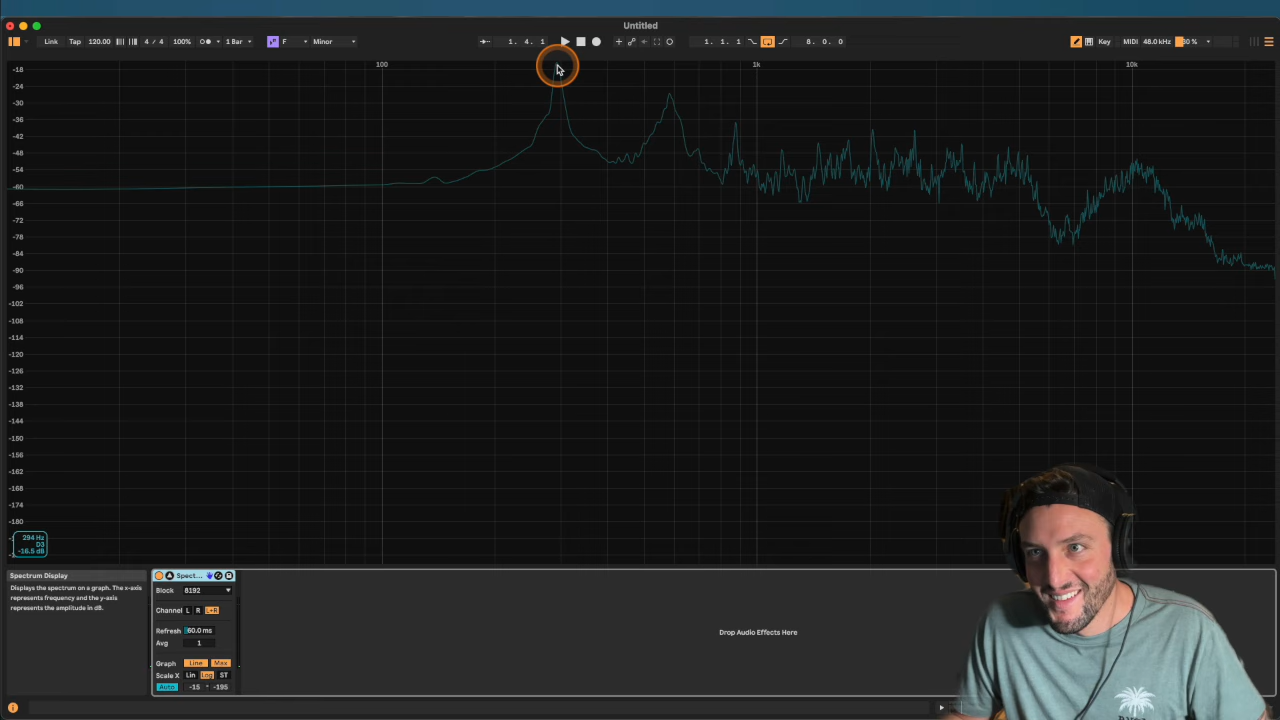 Untitled
Link Tap 120.00 4 / 4 100% 1 Bar F Minor 1. 4. 1 1. 1. 1 8. 0. 0 Key MIDI 48.0 kHz
100 1k 10k
-18
-24
-30
-36
-42
-48
-54
-60
-66
-72
-78
-84
-90
-96
-102
-108
-114
-120
-126
-132
-138
-144
-150
-156
-162
-168
-174
-180
294 Hz
D3
-16.5 dB
Spectrum Display
Displays the spectrum on a graph. The x-axis
represents frequency and the y-axis
represents the amplitude in dB.
Spect...
Block 8192
Channel L R L+R
Refresh 60.0 ms
Avg 1
Graph Line Max
Scale X Lin Log ST
Auto -15 -195
Drop Audio Effects Here